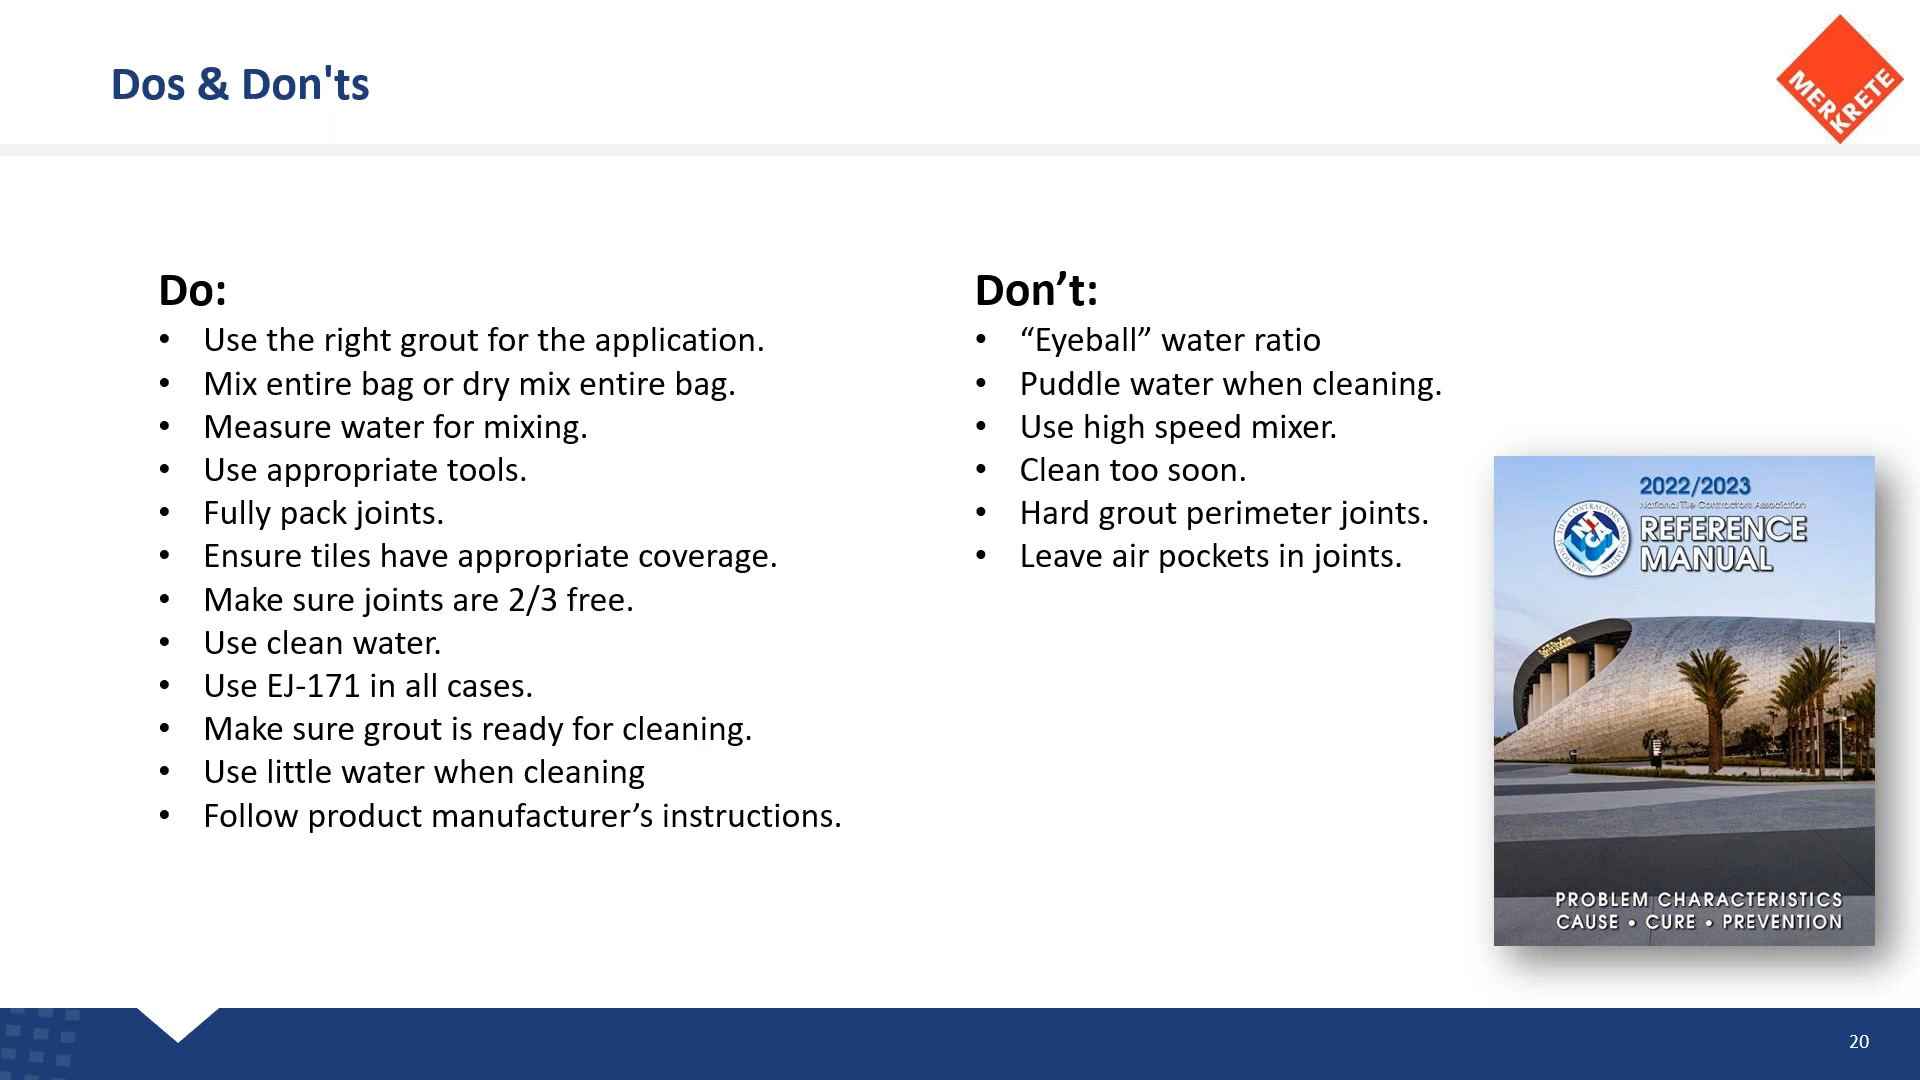 Dos & Don'ts
MERKRETE
Do:
• Use the right grout for the application.
• Mix entire bag or dry mix entire bag.
• Measure water for mixing.
• Use appropriate tools.
• Fully pack joints.
• Ensure tiles have appropriate coverage.
• Make sure joints are 2/3 free.
• Use clean water.
• Use EJ-171 in all cases.
• Make sure grout is ready for cleaning.
• Use little water when cleaning
• Follow product manufacturer’s instructions.
Don’t:
• “Eyeball” water ratio
• Puddle water when cleaning.
• Use high speed mixer.
• Clean too soon.
• Hard grout perimeter joints.
• Leave air pockets in joints.
2022/2023
National Tile Contractors Association
REFERENCE
MANUAL
PROBLEM CHARACTERISTICS
CAUSE • CURE • PREVENTION
20